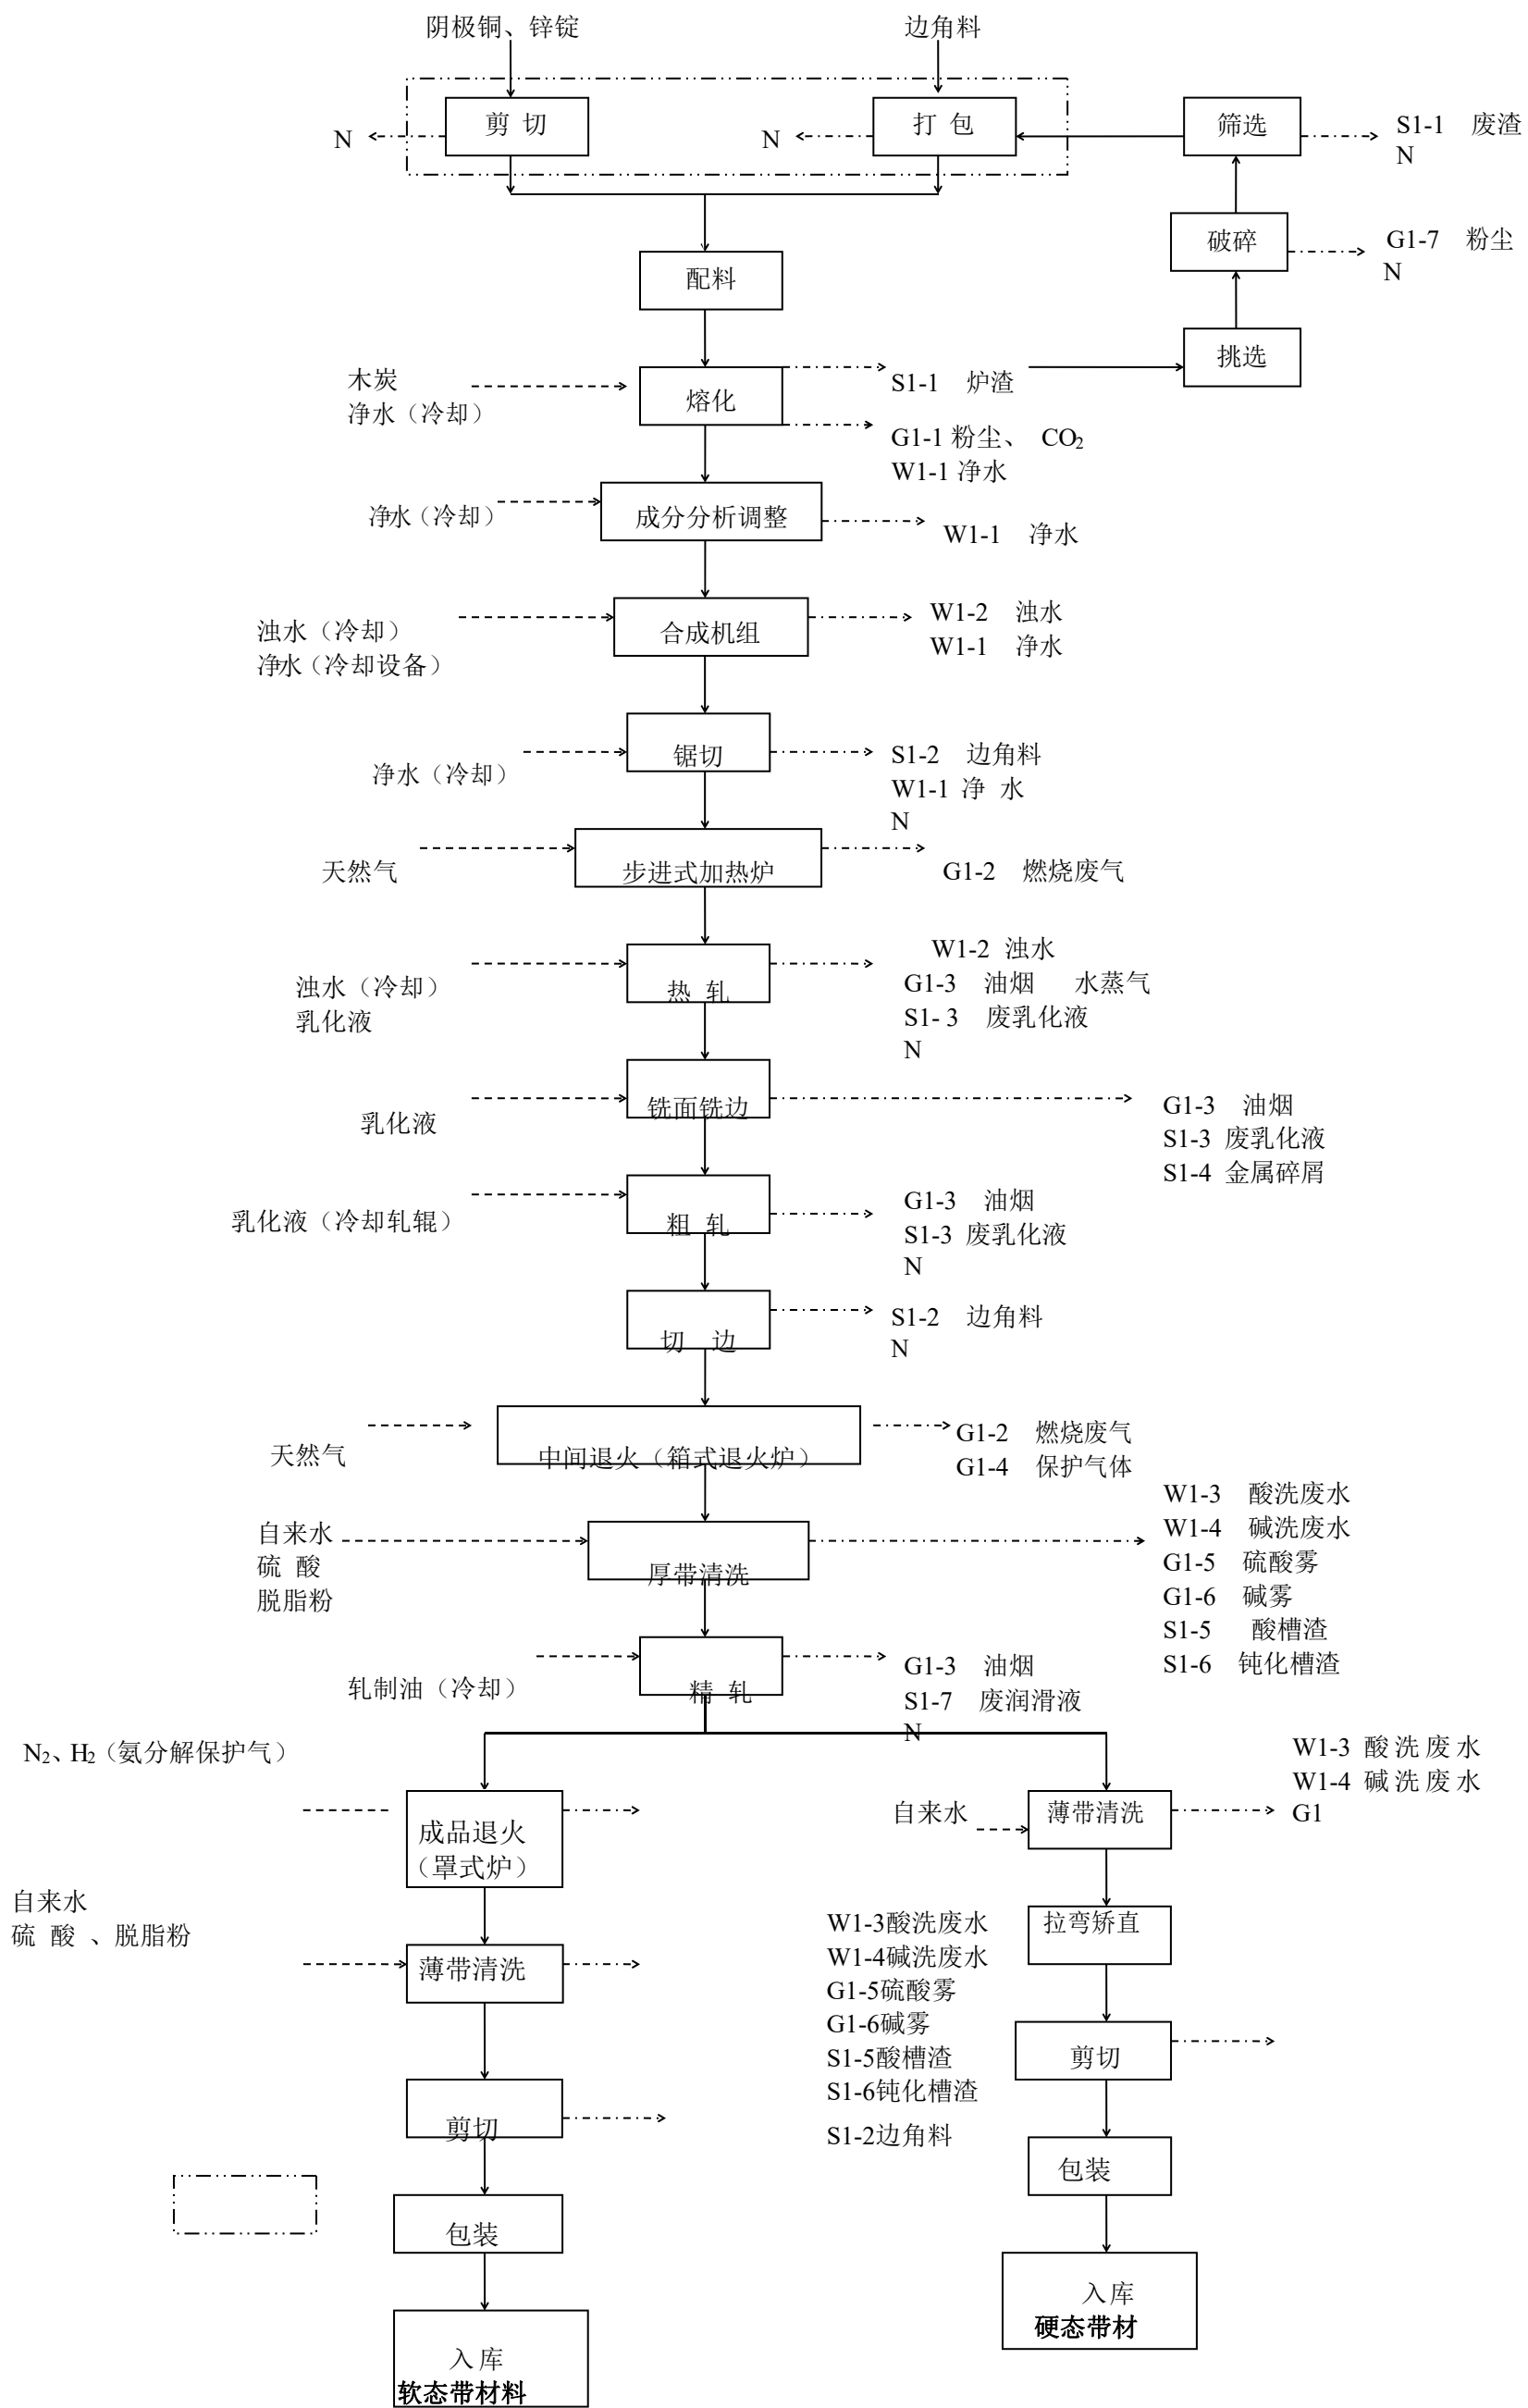 阴极铜、锌锭
边角料
剪 切
打 包
筛选
N
N
S1-1 废渣
N
破碎
G1-7 粉尘
N
配料
挑选
木炭
净水（冷却）
熔化
S1-1 炉渣
G1-1 粉尘、 CO₂
W1-1 净水
净水（冷却）
成分分析调整
W1-1 净水
浊水（冷却）
净水（冷却设备）
合成机组
W1-2 浊水
W1-1 净水
净水（冷却）
锯切
S1-2 边角料
W1-1 净 水
N
天然气
步进式加热炉
G1-2 燃烧废气
浊水（冷却）
乳化液
热 轧
W1-2 浊水
G1-3 油烟 水蒸气
S1- 3 废乳化液
N
乳化液
铣面铣边
G1-3 油烟
S1-3 废乳化液
S1-4 金属碎屑
乳化液（冷却轧辊）
粗 轧
G1-3 油烟
S1-3 废乳化液
N
切 边
S1-2 边角料
N
天然气
中间退火（箱式退火炉）
G1-2 燃烧废气
G1-4 保护气体
自来水
硫 酸
脱脂粉
厚带清洗
W1-3 酸洗废水
W1-4 碱洗废水
G1-5 硫酸雾
G1-6 碱雾
S1-5 酸槽渣
S1-6 钝化槽渣
轧制油（冷却）
精 轧
G1-3 油烟
S1-7 废润滑液
N
N₂、H₂（氨分解保护气）
成品退火
（罩式炉）
自来水
薄带清洗
W1-3 酸洗废水
W1-4 碱洗废水
G1
自来水
硫 酸 、脱脂粉
薄带清洗
W1-3酸洗废水
W1-4碱洗废水
G1-5硫酸雾
G1-6碱雾
S1-5酸槽渣
S1-6钝化槽渣
S1-2边角料
拉弯矫直
剪切
剪切
包装
包装
入库
硬态带材
入库
软态带材料